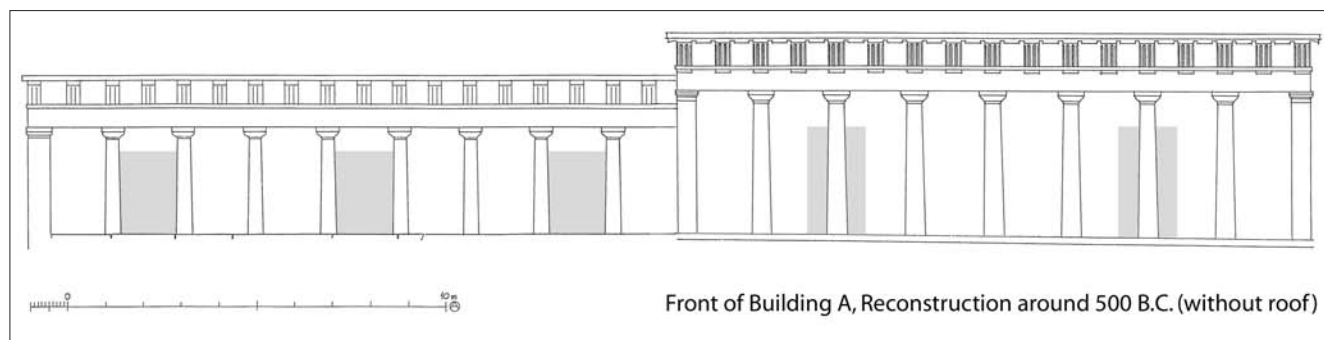 0
10 m
Front of Building A, Reconstruction around 500 B.C. (without roof)